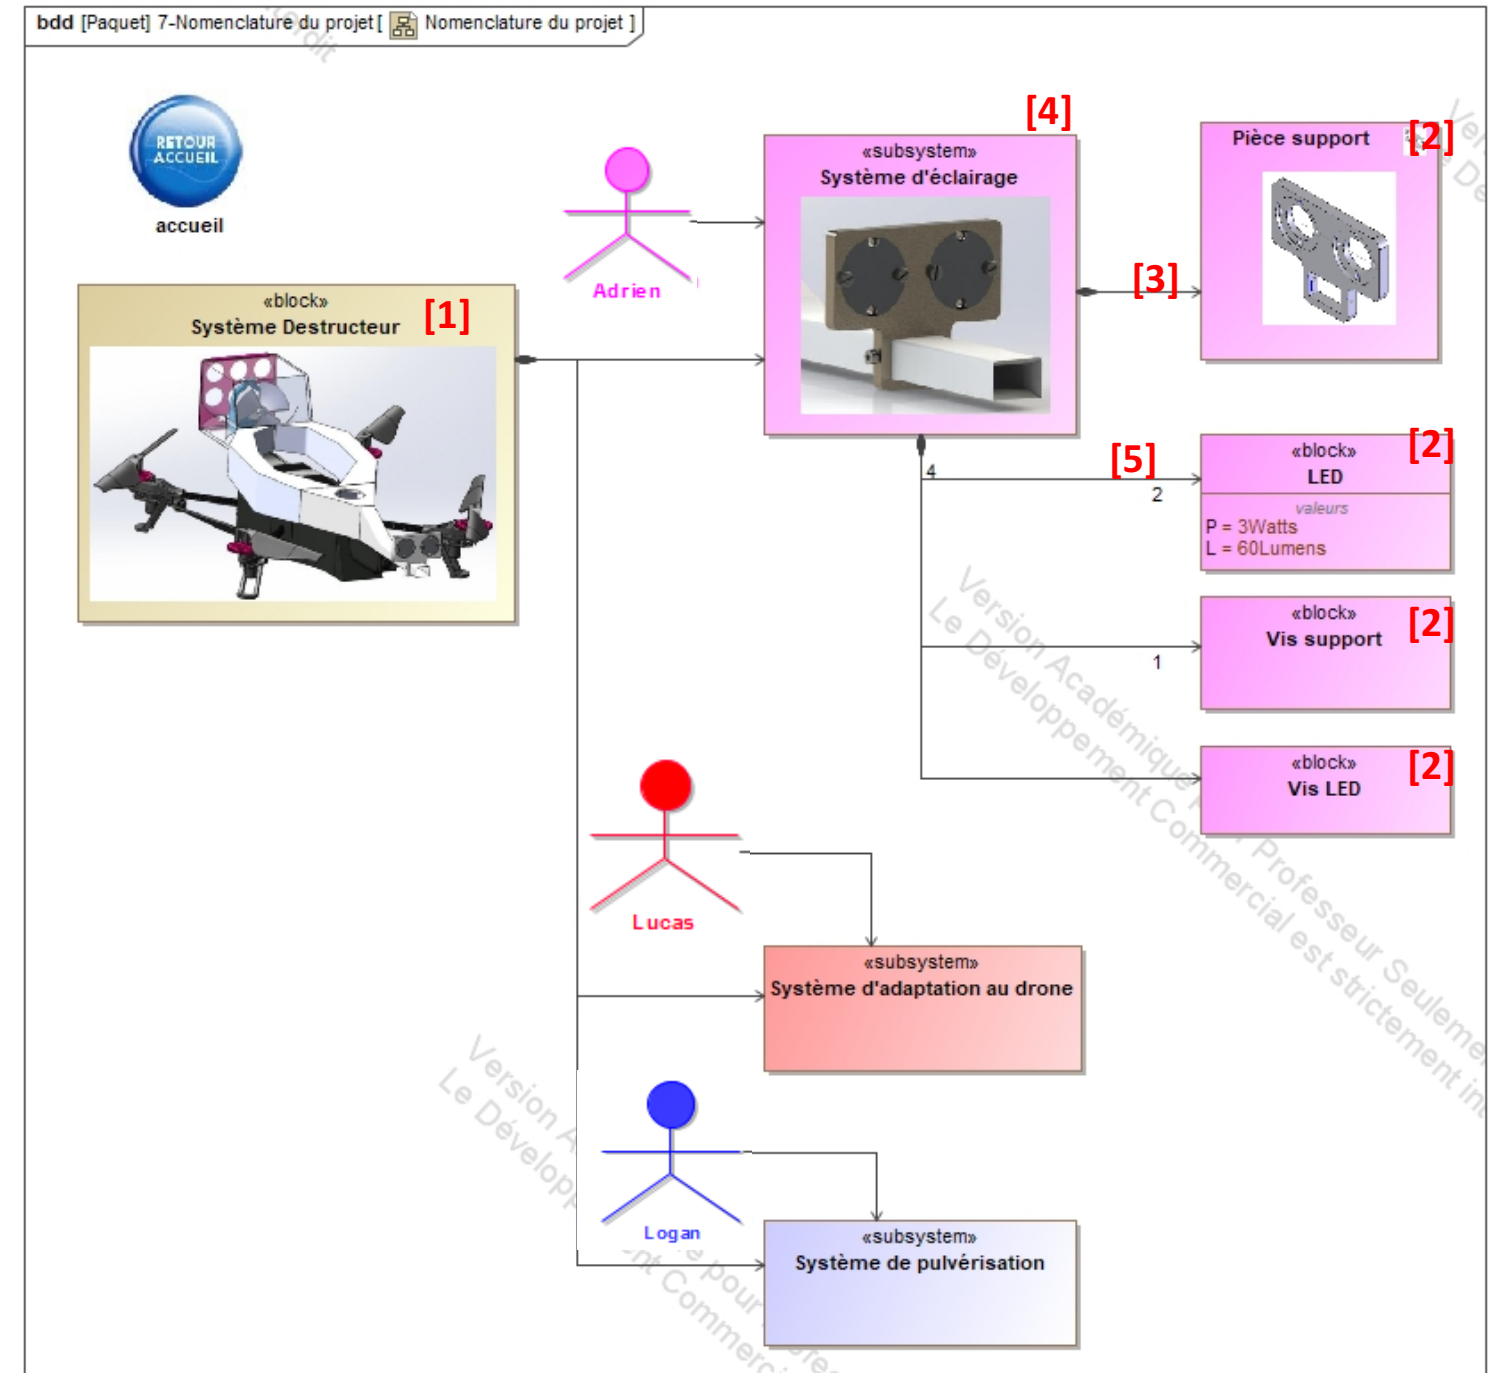 bdd [Paquet] 7-Nomenclature du projet [ Nomenclature du projet ]
RETOUR
ACCUEIL
accueil
«block»
Système Destructeur
[1]
Adrien
[4]
«subsystem»
Système d'éclairage
[3]
Pièce support
[2]
4
[5]
2
«block»
LED
[2]
valeurs
P = 3Watts
L = 60Lumens
1
«block»
Vis support
[2]
«block»
Vis LED
[2]
Lucas
«subsystem»
Système d'adaptation au drone
Logan
«subsystem»
Système de pulvérisation
Version Académique
Professeur Seuleme
Le Développement Commercial est strictement int